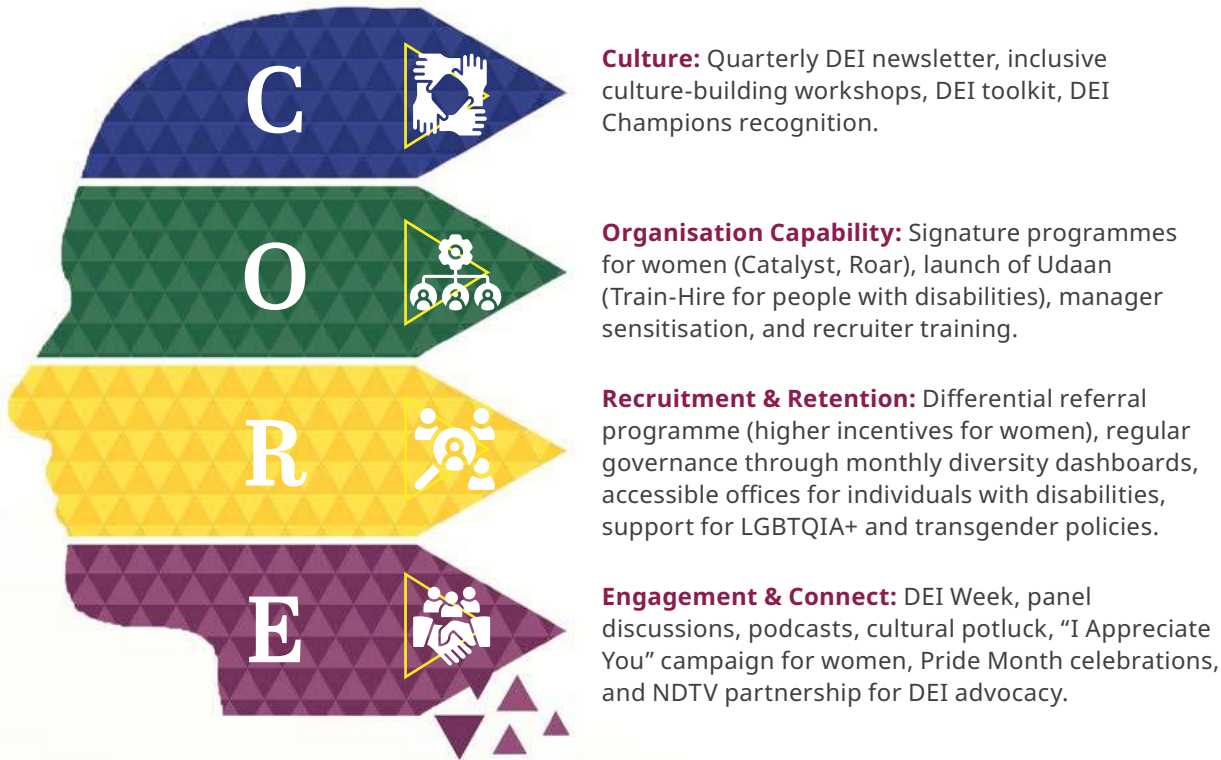 C
Culture: Quarterly DEI newsletter, inclusive
culture-building workshops, DEI toolkit, DEI
Champions recognition.
O
Organisation Capability: Signature programmes
for women (Catalyst, Roar), launch of Udaan
(Train-Hire for people with disabilities), manager
sensitisation, and recruiter training.
R
Recruitment & Retention: Differential referral
programme (higher incentives for women), regular
governance through monthly diversity dashboards,
accessible offices for individuals with disabilities,
support for LGBTQIA+ and transgender policies.
E
Engagement & Connect: DEI Week, panel
discussions, podcasts, cultural potluck, “I Appreciate
You” campaign for women, Pride Month celebrations,
and NDTV partnership for DEI advocacy.